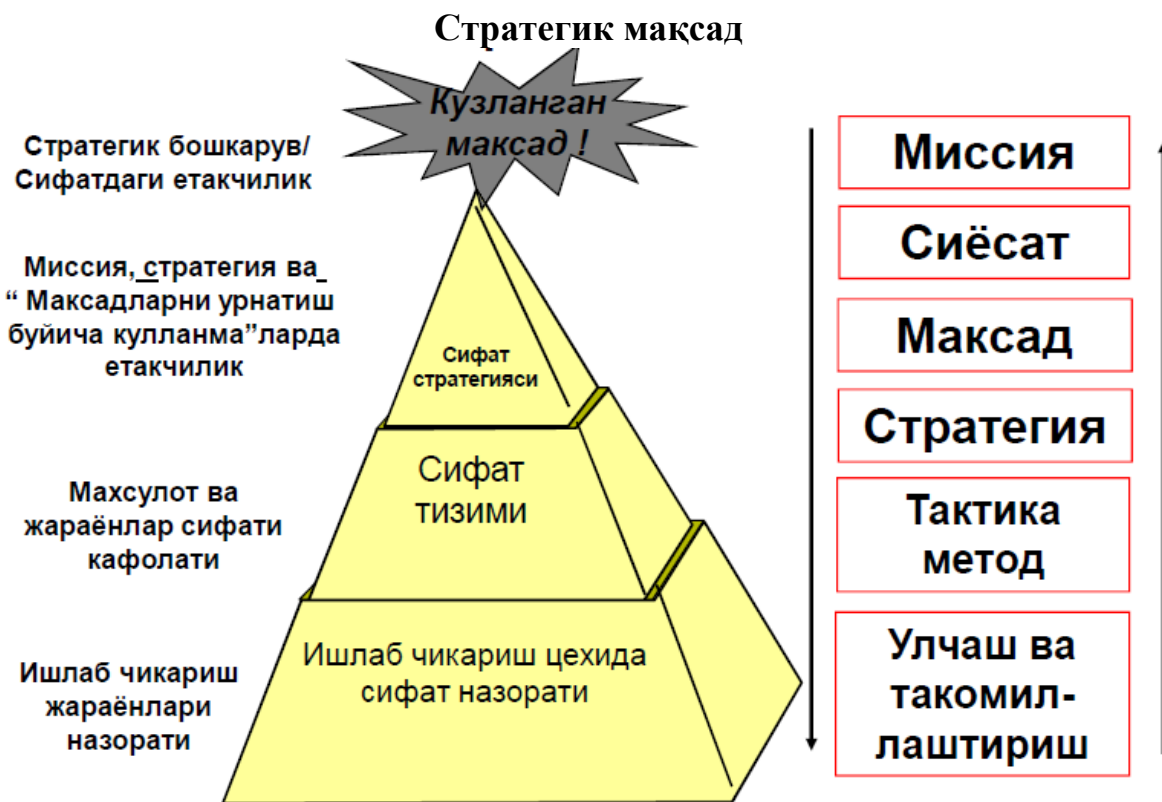 Стратегик мақсад
Кузланган
максад !
Стратегик бошкарув/
Сифатдаги етакчилик
Миссия, стратегия ва
“ Максадларни урнатиш
буйича кулланма”ларда
етакчилик
Махсулот ва
жараёнлар сифати
кафолати
Ишлаб чикариш
жараёнлари
назорати
Сифат
стратегияси
Сифат
тизими
Ишлаб чикариш цехида
сифат назорати
Миссия
Сиёсат
Максад
Стратегия
Тактика
метод
Улчаш ва
такомил-
лаштириш